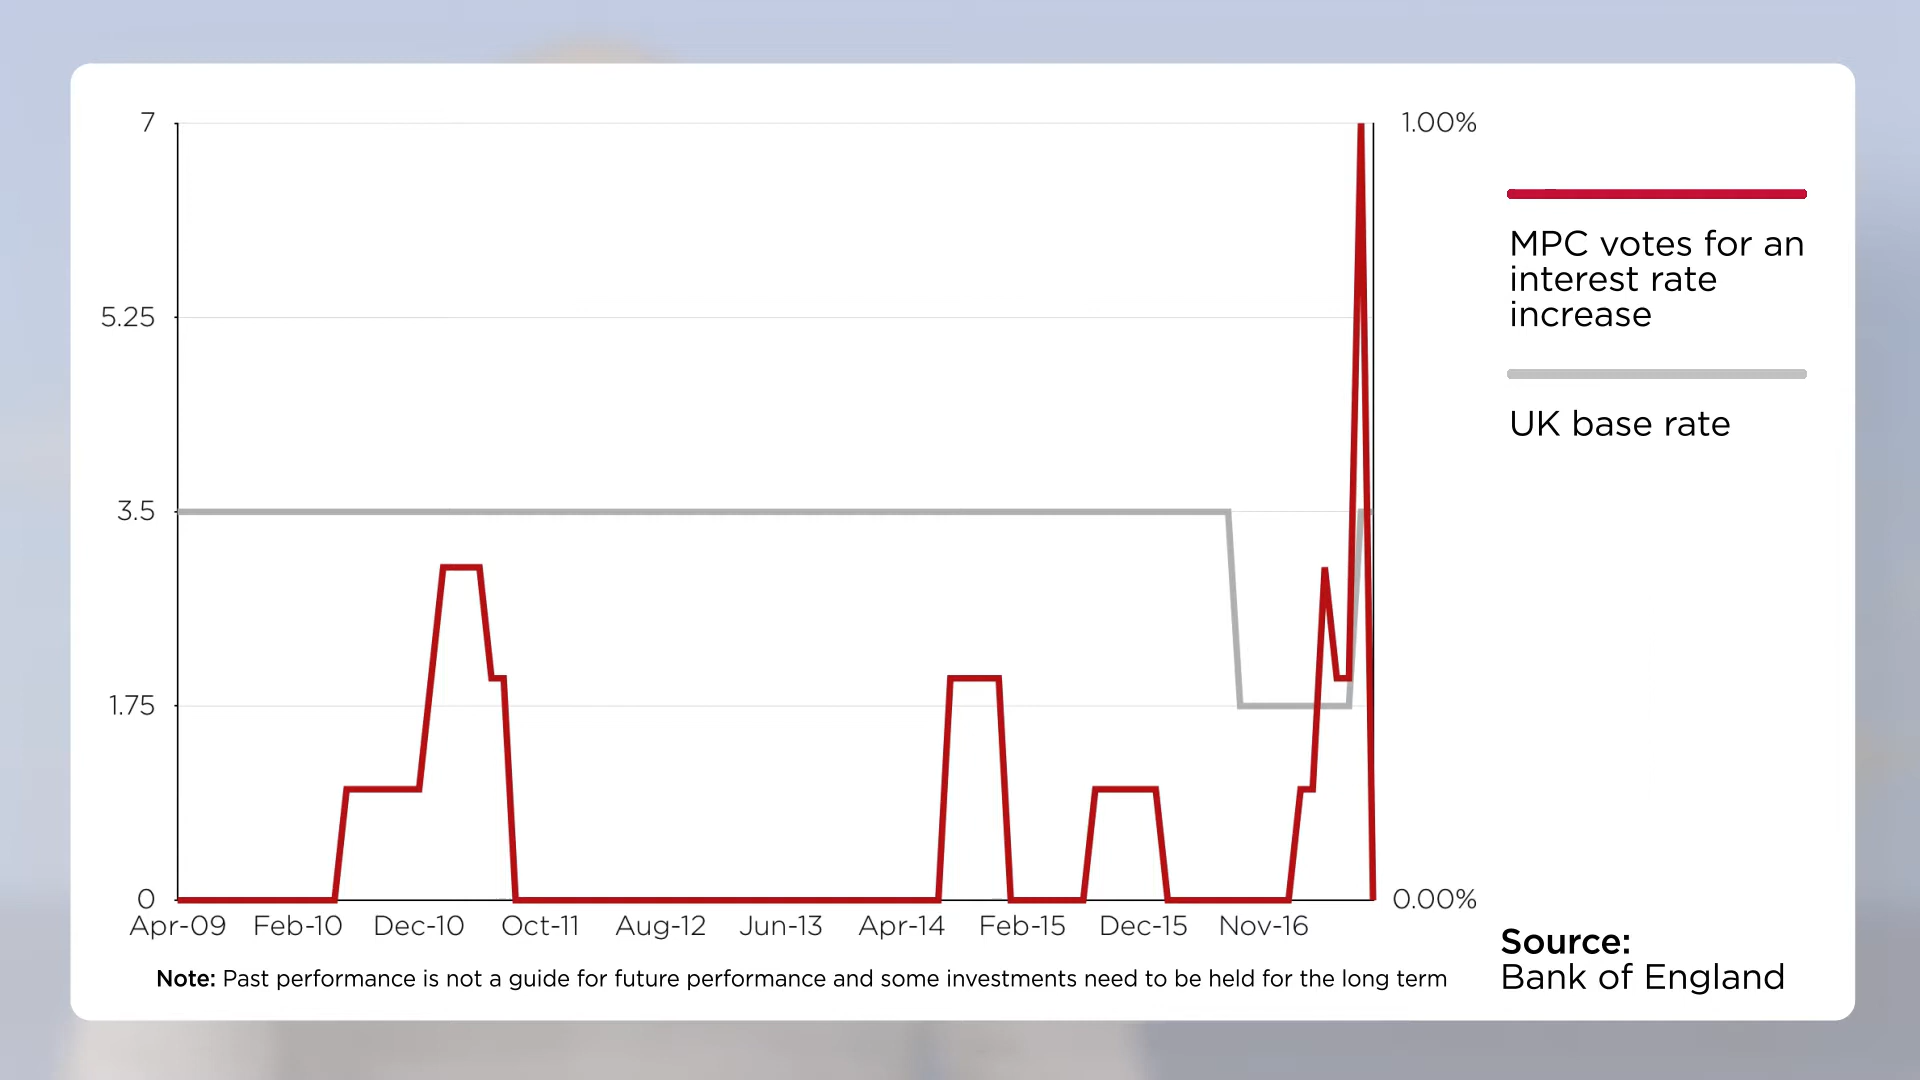 7
5.25
3.5
1.75
0
1.00%
0.00%
Apr-09 Feb-10 Dec-10 Oct-11 Aug-12 Jun-13 Apr-14 Feb-15 Dec-15 Nov-16
Note: Past performance is not a guide for future performance and some investments need to be held for the long term
MPC votes for an
interest rate
increase
UK base rate
Source:
Bank of England